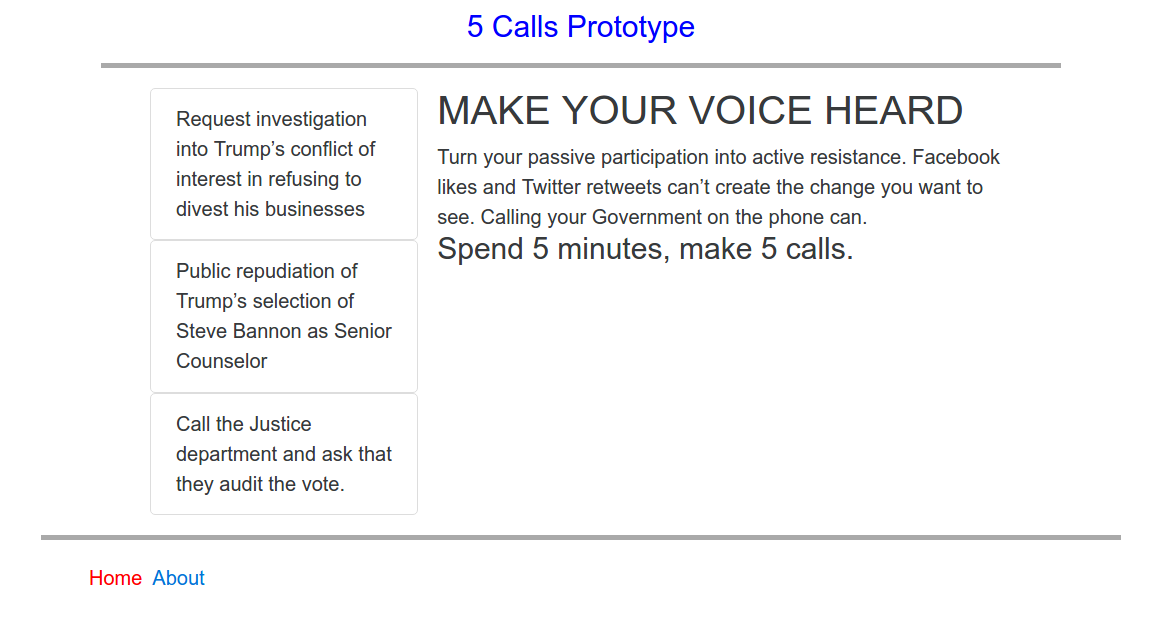 5 Calls Prototype
Request investigation
into Trump’s conflict of
interest in refusing to
divest his businesses
Public repudiation of
Trump’s selection of
Steve Bannon as Senior
Counselor
Call the Justice
department and ask that
they audit the vote.
MAKE YOUR VOICE HEARD
Turn your passive participation into active resistance. Facebook
likes and Twitter retweets can’t create the change you want to
see. Calling your Government on the phone can.
Spend 5 minutes, make 5 calls.
Home About